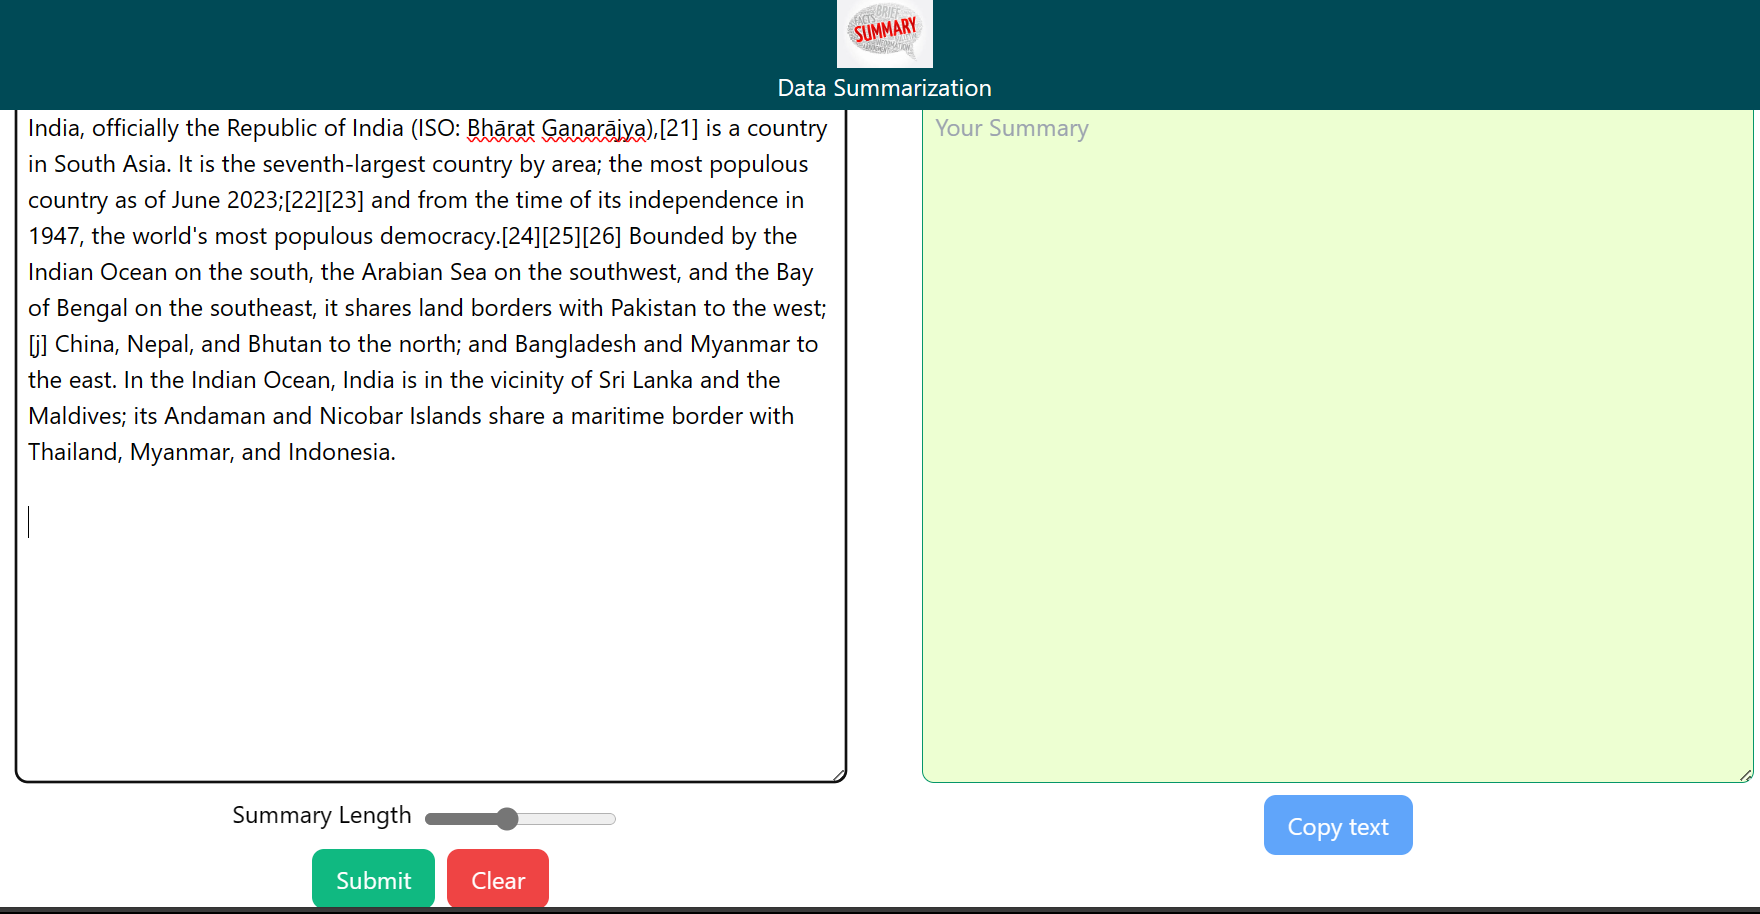 FACTS BRIEF
SUMMARY
INFORMATION
Data Summarization
India, officially the Republic of India (ISO: Bhārat Ganarājya),[21] is a country
in South Asia. It is the seventh-largest country by area; the most populous
country as of June 2023;[22][23] and from the time of its independence in
1947, the world's most populous democracy.[24][25][26] Bounded by the
Indian Ocean on the south, the Arabian Sea on the southwest, and the Bay
of Bengal on the southeast, it shares land borders with Pakistan to the west;
[j] China, Nepal, and Bhutan to the north; and Bangladesh and Myanmar to
the east. In the Indian Ocean, India is in the vicinity of Sri Lanka and the
Maldives; its Andaman and Nicobar Islands share a maritime border with
Thailand, Myanmar, and Indonesia.
Your Summary
Summary Length
Submit
Clear
Copy text